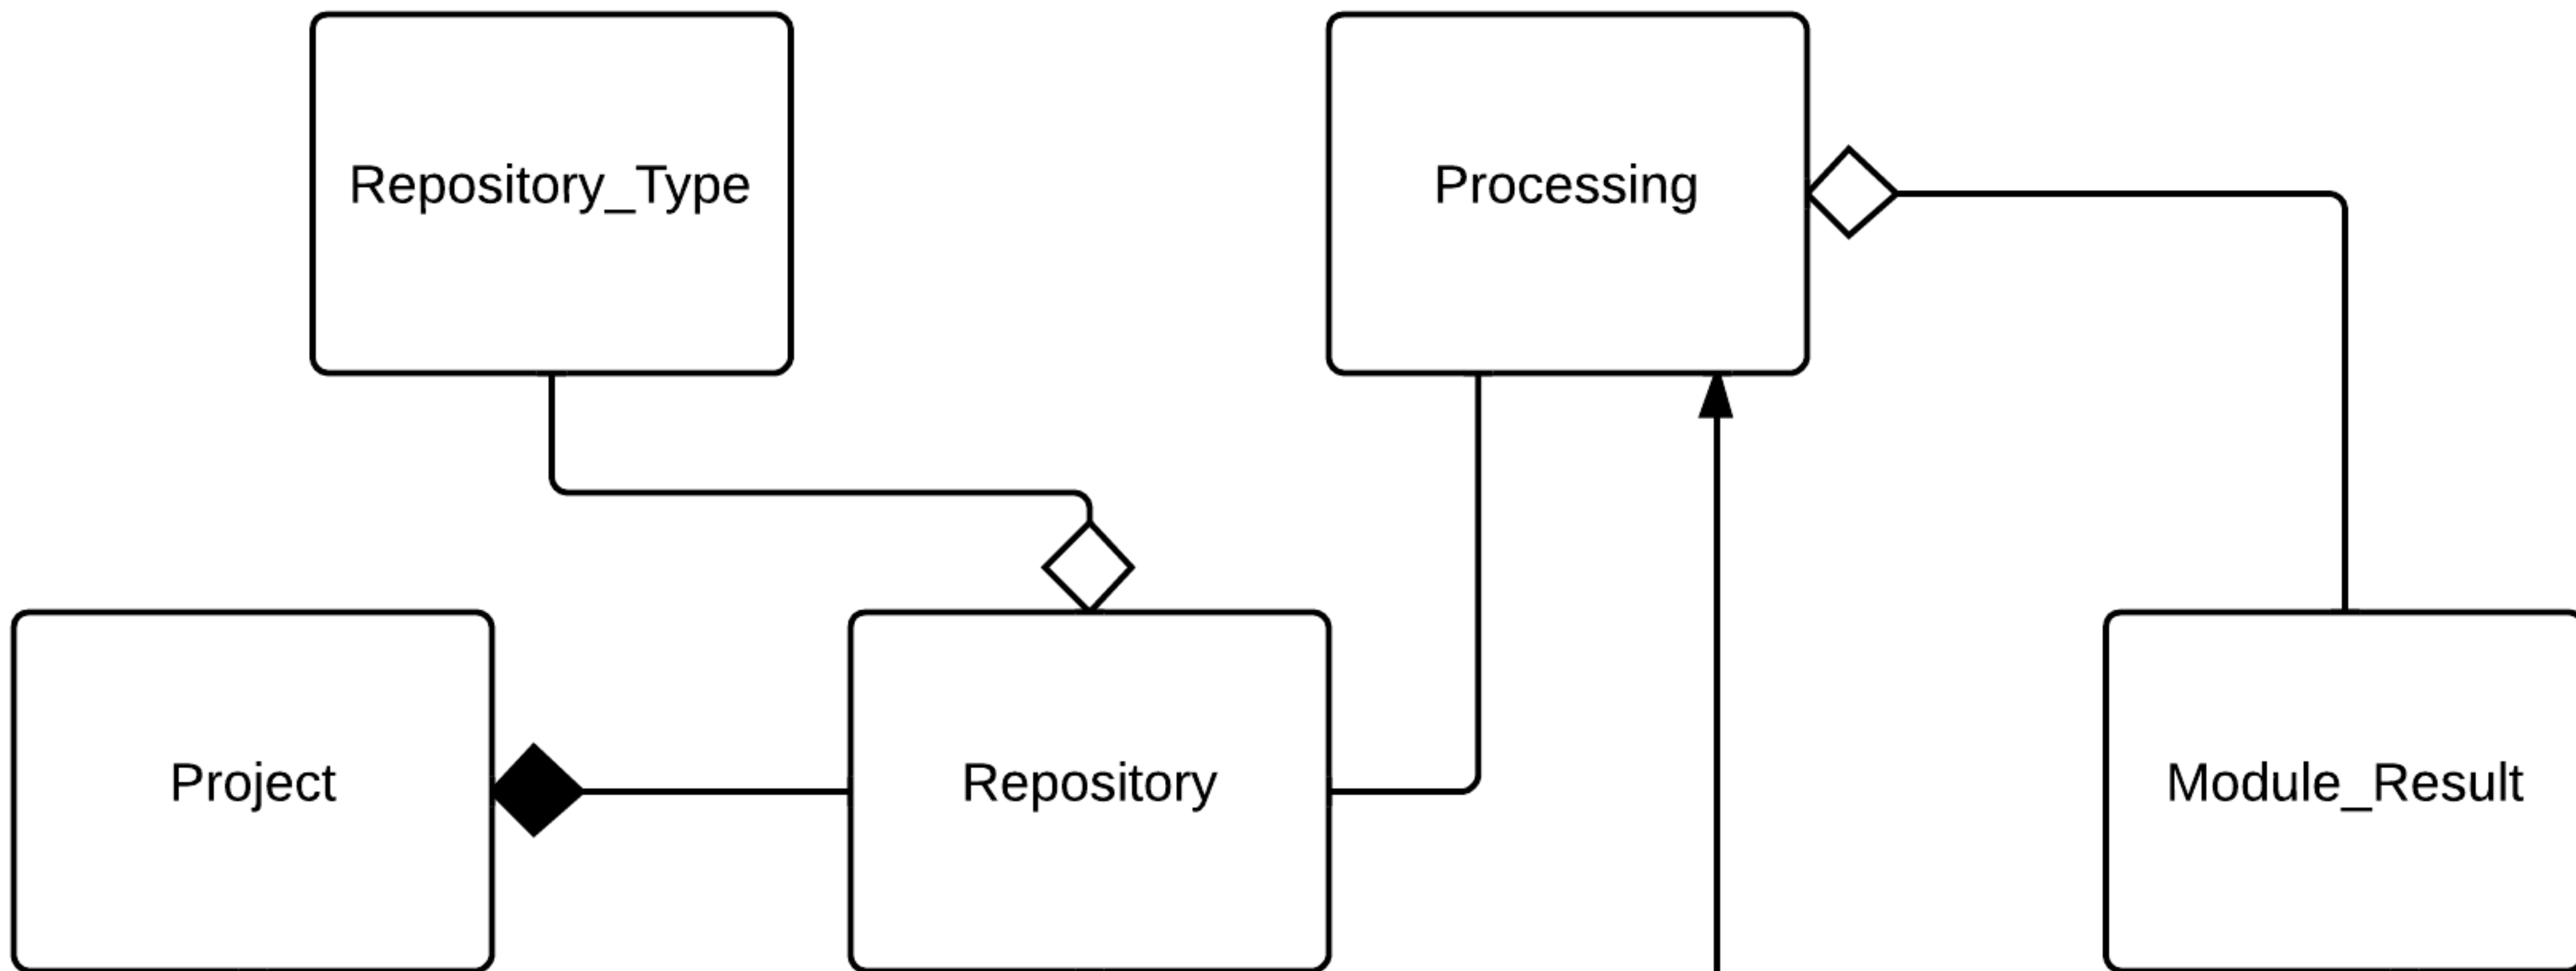 Repository_Type
Processing
Project
Repository
Module_Result